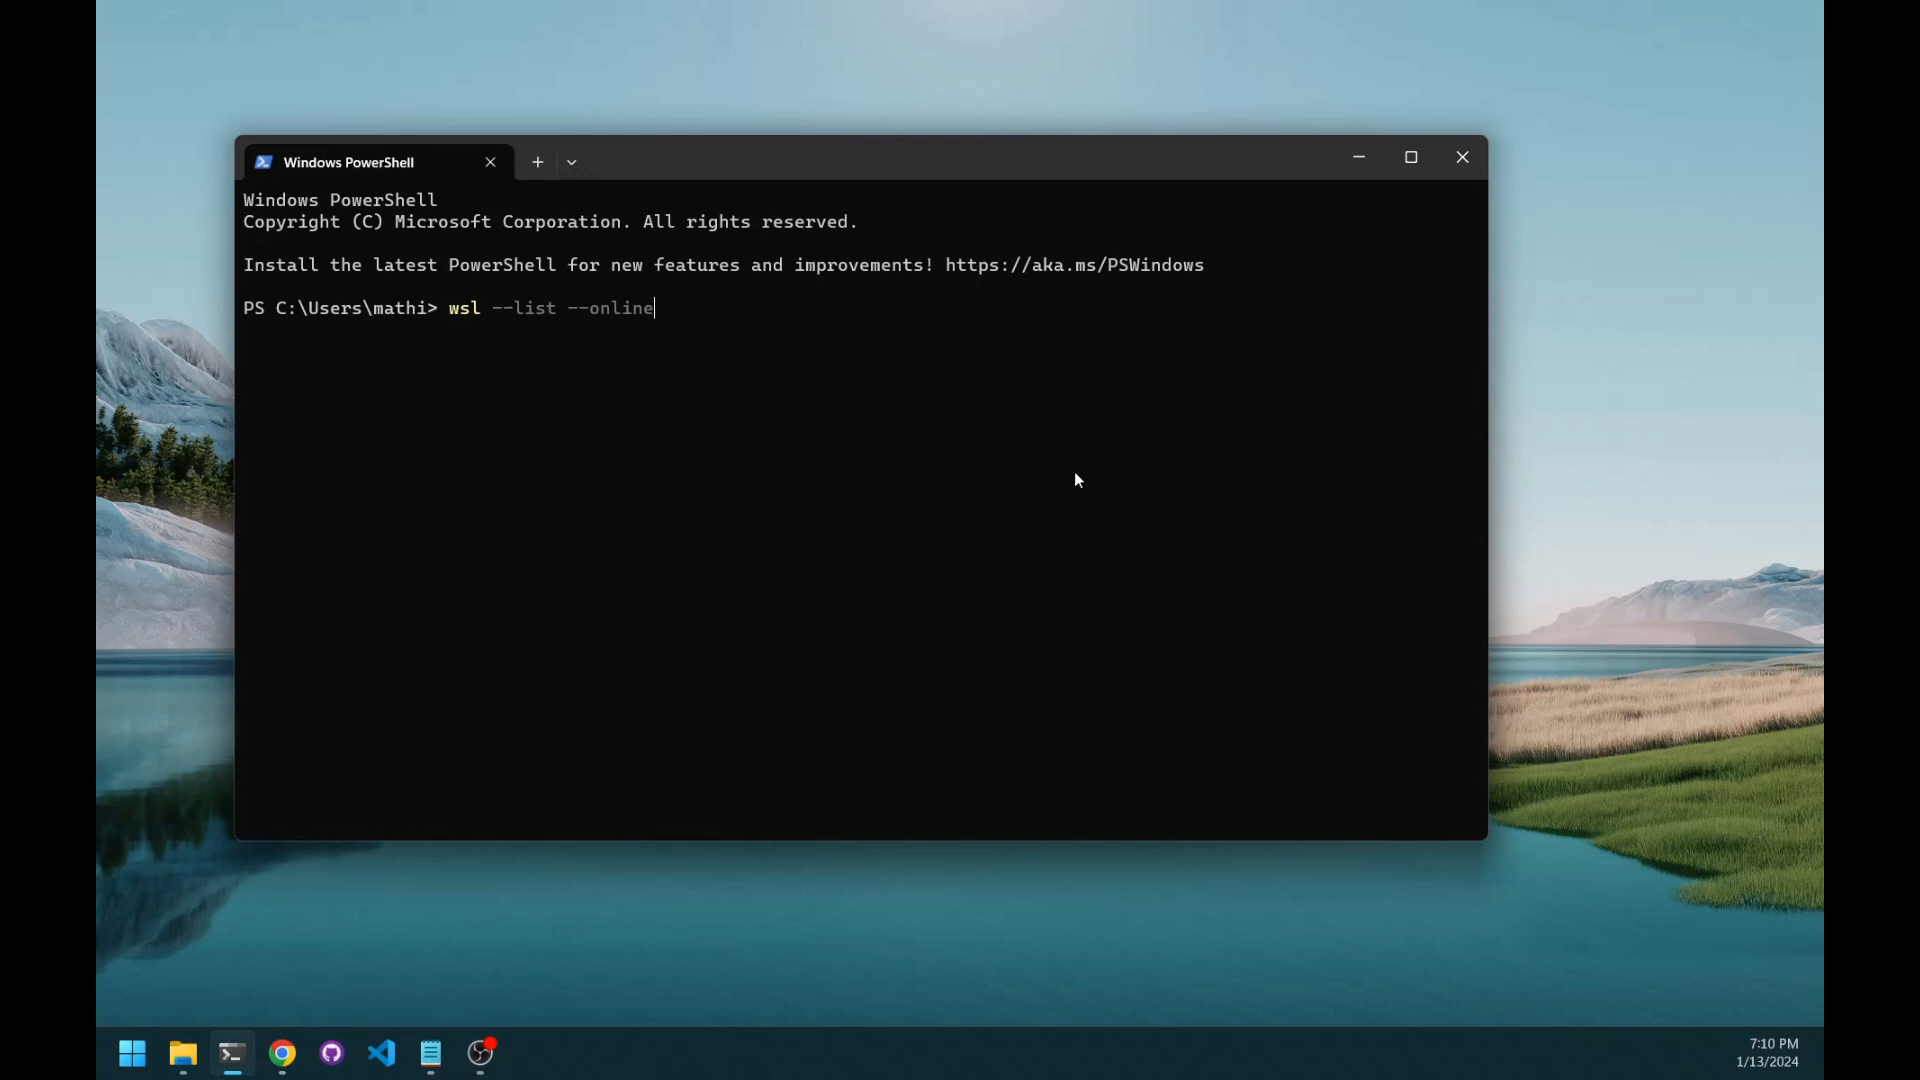 Windows PowerShell
Windows PowerShell
Copyright (C) Microsoft Corporation. All rights reserved.
Install the latest PowerShell for new features and improvements! https://aka.ms/PSWindows
PS C:\Users\mathi> wsl --list --online
7:10 PM
1/13/2024